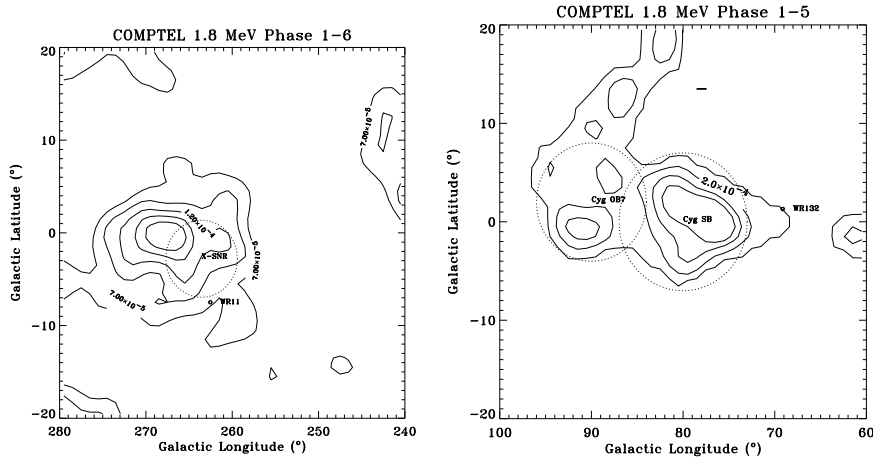 COMPTEL 1.8 MeV Phase 1−6
Galactic Latitude (°)
20
10
0
−10
−20
280
270
260
250
240
Galactic Longitude (°)
7.00×10⁻⁵
1.20×10⁻⁴
X−SNR
7.00×10⁻⁵
7.00×10⁻⁵
WR11
COMPTEL 1.8 MeV Phase 1−5
Galactic Latitude (°)
20
10
0
−10
−20
100
90
80
70
60
Galactic Longitude (°)
2.0×10⁻⁴
Cyg OB7
Cyg SB
WR132